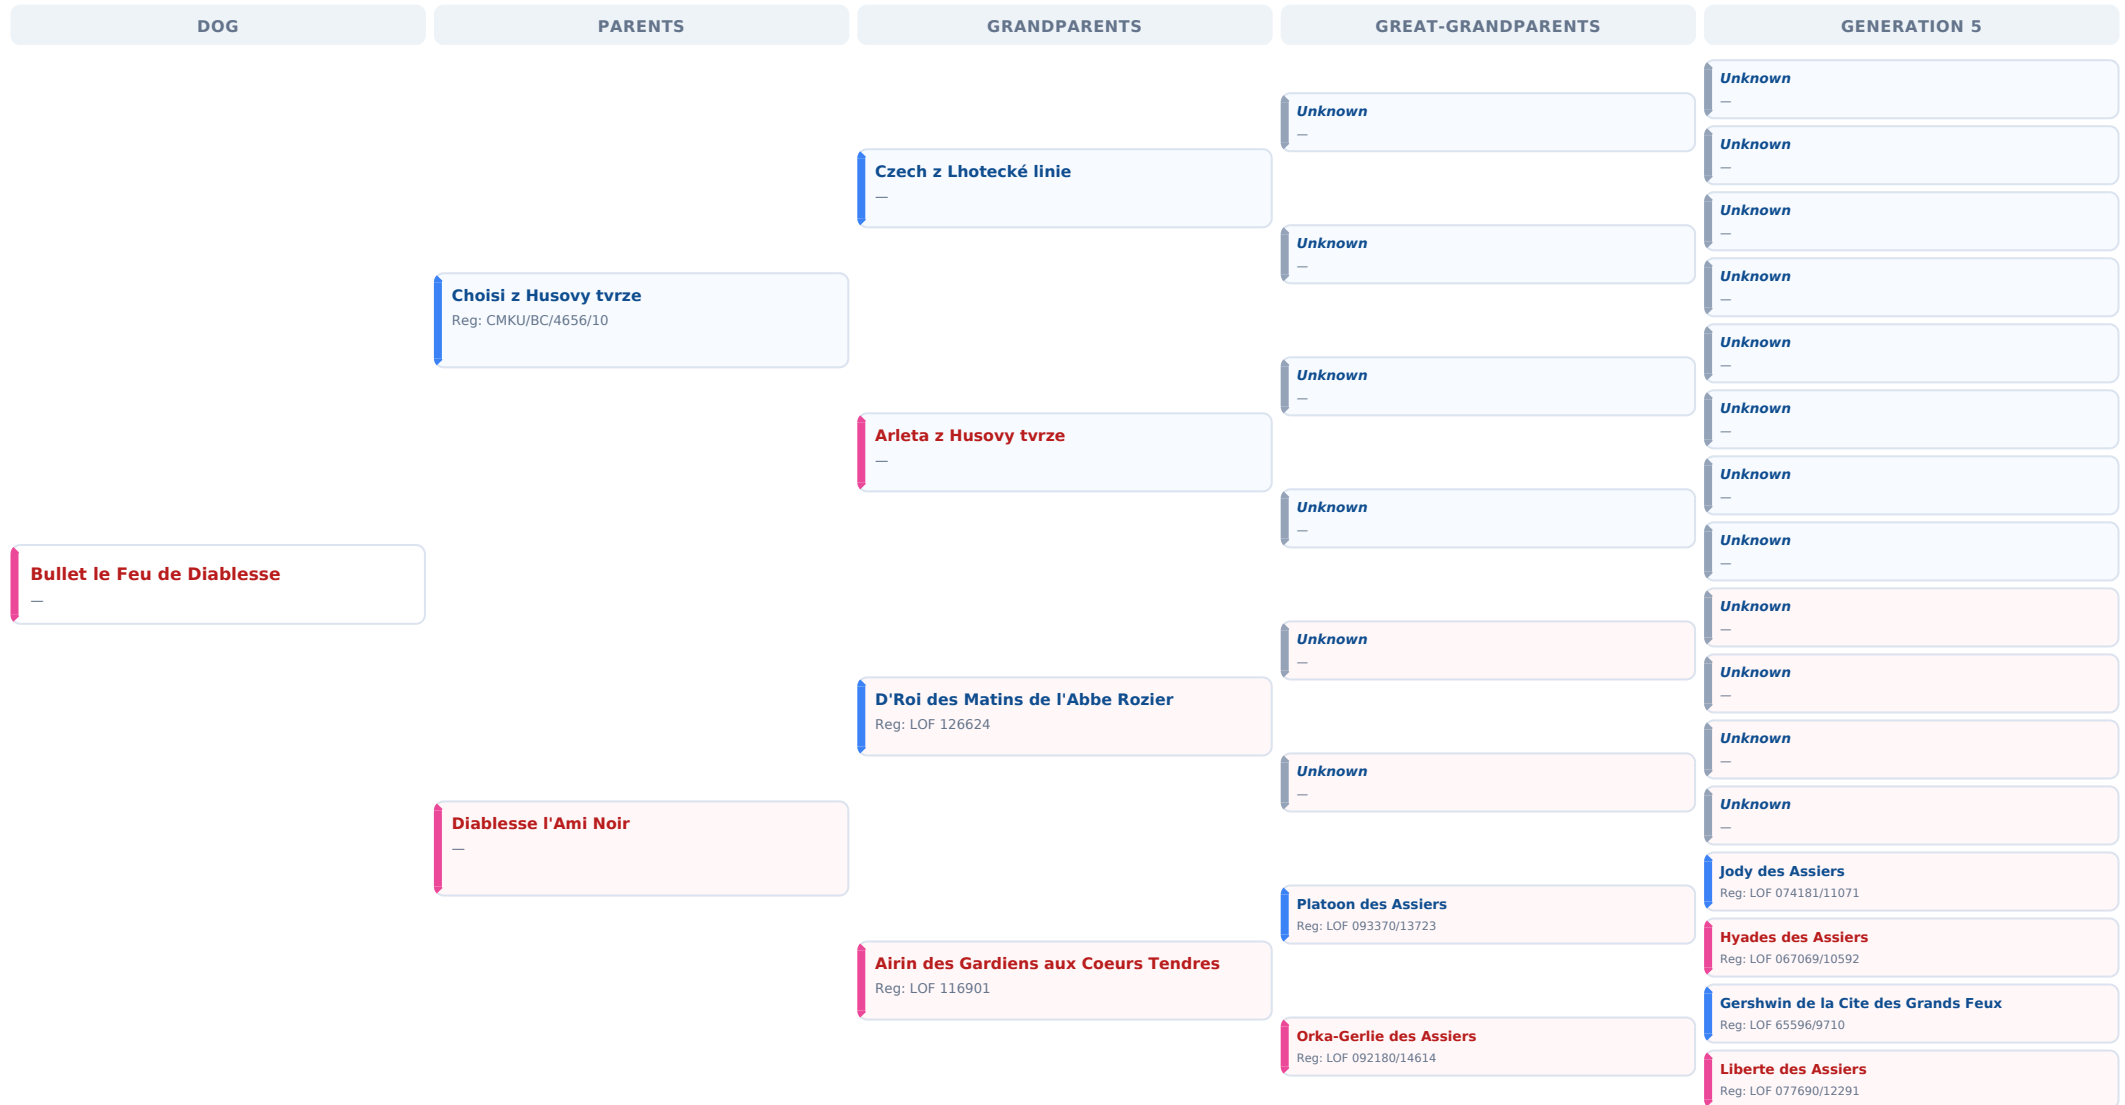 DOG
PARENTS
GRANDPARENTS
GREAT-GRANDPARENTS
GENERATION 5
Bullet le Feu de Diablesse
—
Choisi z Husovy tvrze
Reg: CMKU/BC/4656/10
Diablesse l'Ami Noir
—
Czech z Lhotecké linie
—
Arleta z Husovy tvrze
—
D'Roi des Matins de l'Abbe Rozier
Reg: LOF 126624
Airin des Gardiens aux Coeurs Tendres
Reg: LOF 116901
Unknown
—
Unknown
—
Unknown
—
Unknown
—
Unknown
—
Unknown
—
Platoon des Assiers
Reg: LOF 093370/13723
Orka-Gerlie des Assiers
Reg: LOF 092180/14614
Unknown
—
Unknown
—
Unknown
—
Unknown
—
Unknown
—
Unknown
—
Unknown
—
Unknown
—
Unknown
—
Unknown
—
Unknown
—
Unknown
—
Jody des Assiers
Reg: LOF 074181/11071
Hyades des Assiers
Reg: LOF 067069/10592
Gershwin de la Cite des Grands Feux
Reg: LOF 65596/9710
Liberte des Assiers
Reg: LOF 077690/12291